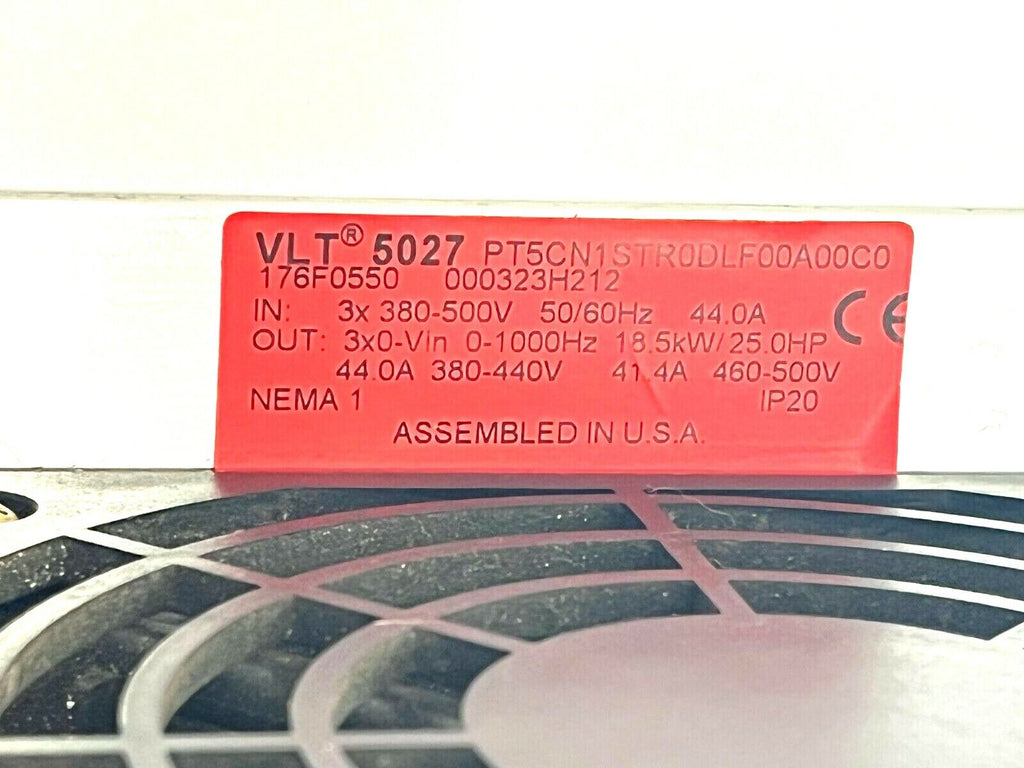 VLT® 5027 PT5CN1STR0DLF00A00C0
176F0550 000323H212
IN: 3x 380-500V 50/60Hz 44.0A CE
OUT: 3x0-Vin 0-1000Hz 18.5kW/25.0HP
44.0A 380-440V 41.4A 460-500V
NEMA 1 IP20
ASSEMBLED IN U.S.A.